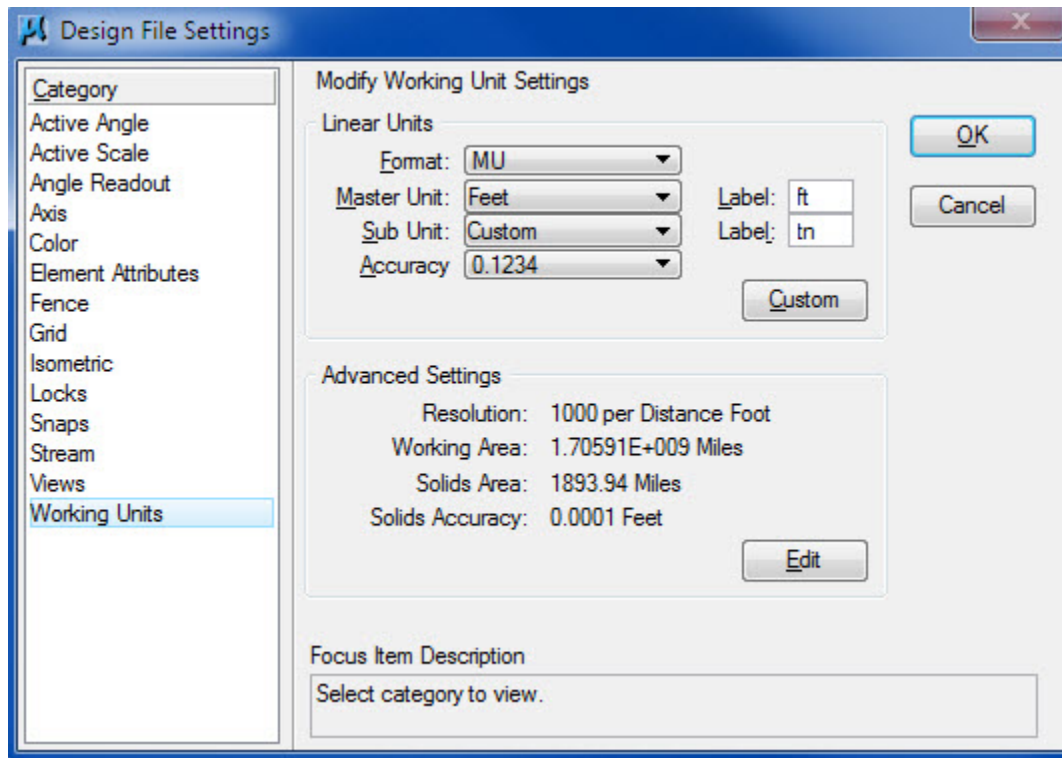 Design File Settings
Category
Active Angle
Active Scale
Angle Readout
Axis
Color
Element Attributes
Fence
Grid
Isometric
Locks
Snaps
Stream
Views
Working Units
Modify Working Unit Settings
Linear Units
Format: MU
Master Unit: Feet Label: ft
Sub Unit: Custom Label: tn
Accuracy 0.1234
Custom
Advanced Settings
Resolution: 1000 per Distance Foot
Working Area: 1.70591E+009 Miles
Solids Area: 1893.94 Miles
Solids Accuracy: 0.0001 Feet
Edit
Focus Item Description
Select category to view.
OK
Cancel